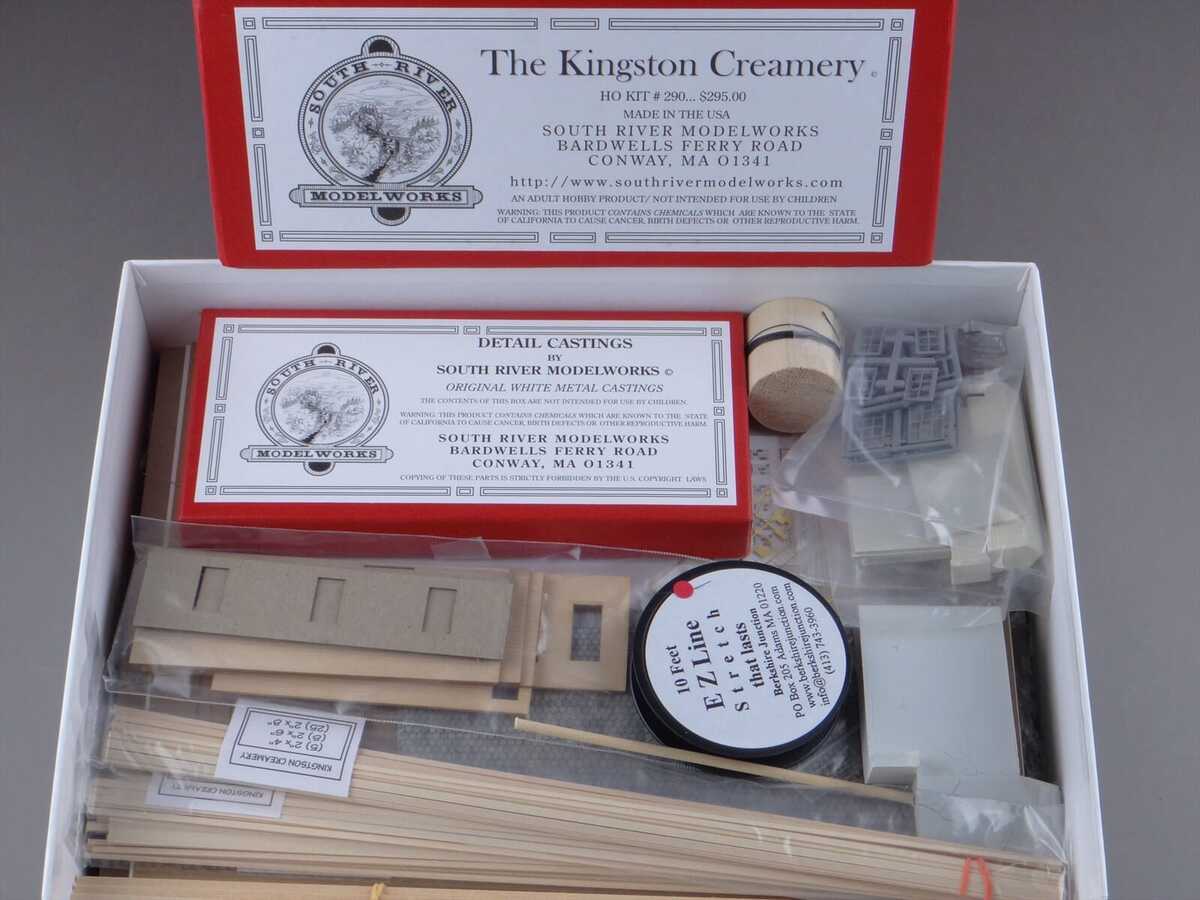 SOUTH RIVER
MODELWORKS
The Kingston Creamery ©
HO KIT # 290... $295.00
MADE IN THE USA
SOUTH RIVER MODELWORKS
BARDWELLS FERRY ROAD
CONWAY, MA 01341
http://www.southrivermodelworks.com
AN ADULT HOBBY PRODUCT/ NOT INTENDED FOR USE BY CHILDREN
WARNING: THIS PRODUCT CONTAINS CHEMICALS WHICH ARE KNOWN TO THE STATE
OF CALIFORNIA TO CAUSE CANCER, BIRTH DEFECTS OR OTHER REPRODUCTIVE HARM.
SOUTH RIVER
MODELWORKS
DETAIL CASTINGS
BY
SOUTH RIVER MODELWORKS ©
ORIGINAL WHITE METAL CASTINGS
THE CONTENTS OF THIS BOX ARE NOT INTENDED FOR USE BY CHILDREN.
WARNING: THIS PRODUCT CONTAINS CHEMICALS WHICH ARE KNOWN TO THE STATE
OF CALIFORNIA TO CAUSE CANCER, BIRTH DEFECTS OR OTHER REPRODUCTIVE HARM.
SOUTH RIVER MODELWORKS
BARDWELLS FERRY ROAD
CONWAY, MA 01341
COPYING OF THESE PARTS IS STRICTLY FORBIDDEN BY THE U.S. COPYRIGHT LAWS
10 Feet
E Z Line
Stretch
that lasts
Berkshire Junction
PO Box 205 Adams MA 01220
www.berkshirejunction.com
info@berkshirejunction.com
(413) 743-3960
KINGTSON CREAMERY
(5) 2"x 4"
(8) 2"x 6"
(25) 2"x 8"
KINGSTON CREAMERY